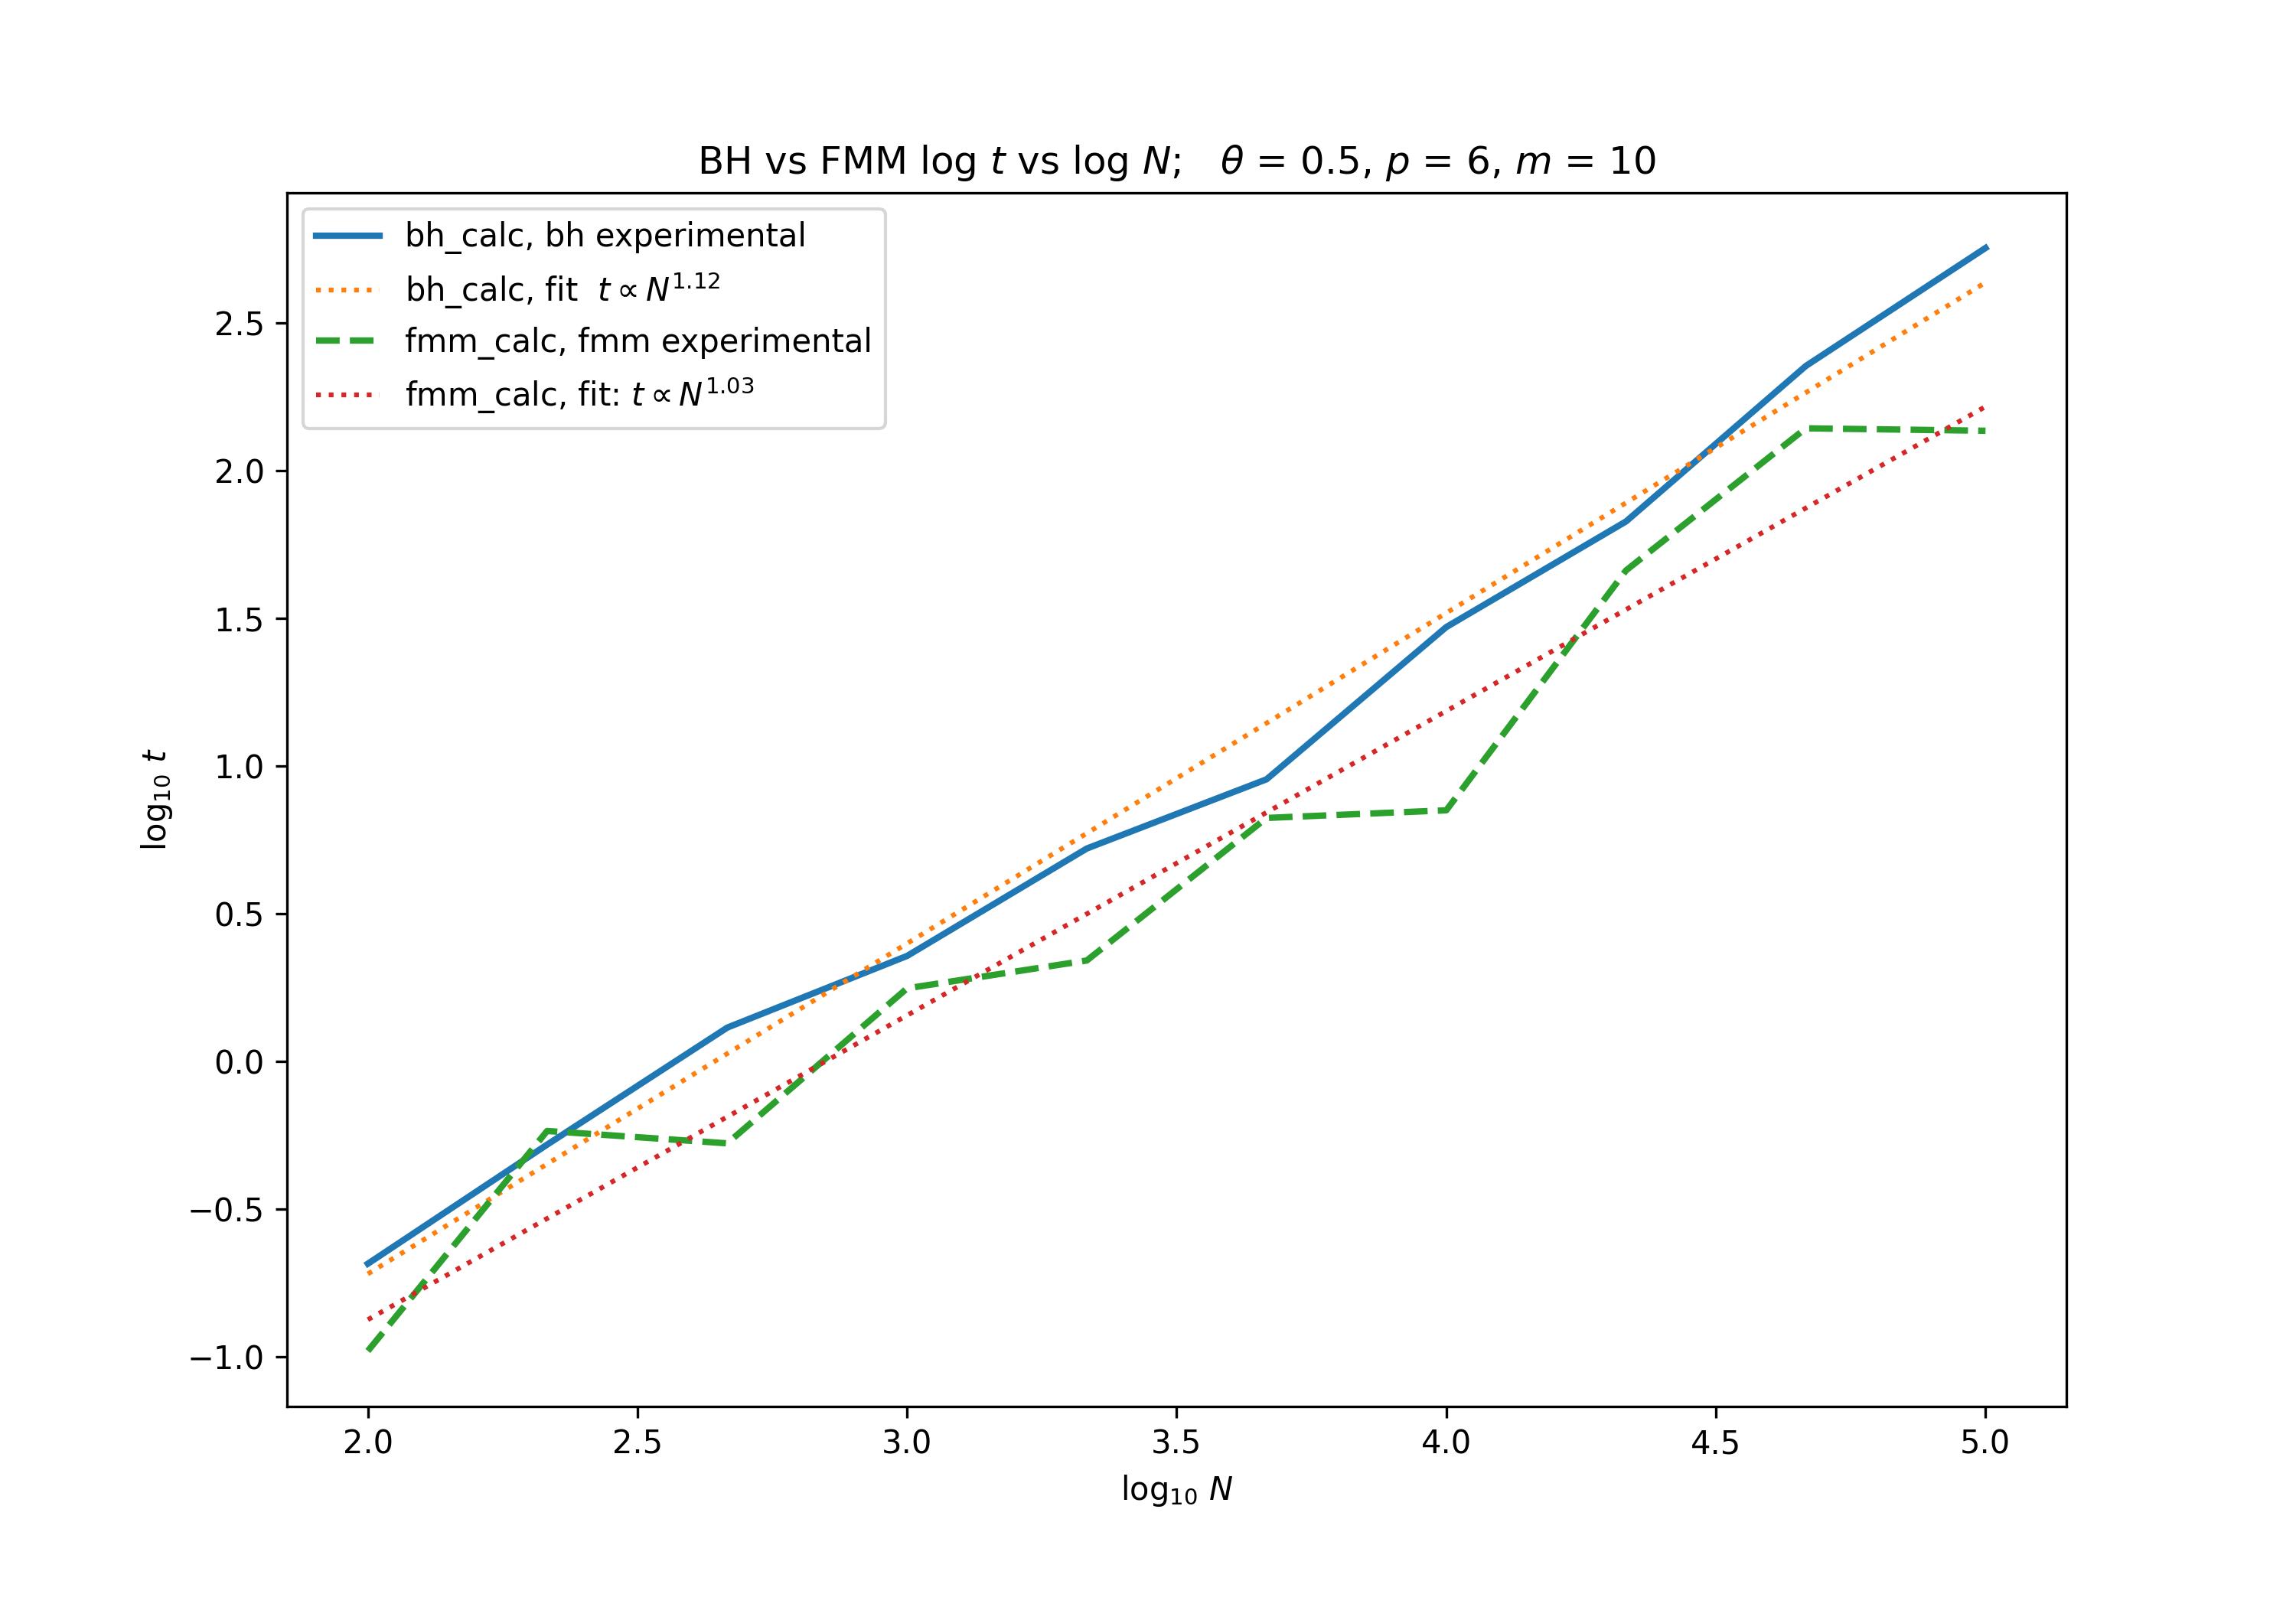 BH vs FMM log t vs log N; θ = 0.5, p = 6, m = 10
bh_calc, bh experimental
bh_calc, fit t ∝ N^1.12
fmm_calc, fmm experimental
fmm_calc, fit: t ∝ N^1.03
2.5
2.0
1.5
1.0
0.5
0.0
−0.5
−1.0
log₁₀ t
2.0 2.5 3.0 3.5 4.0 4.5 5.0
log₁₀ N